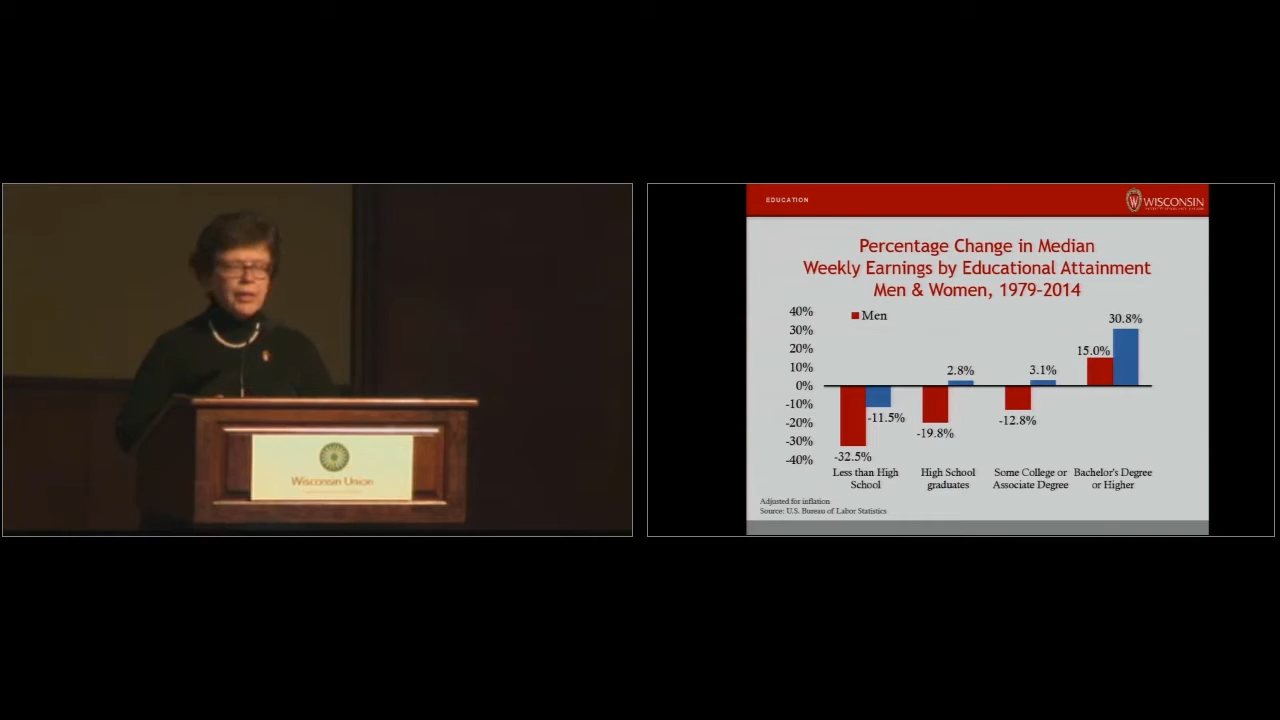 Wisconsin Union
EDUCATION
W WISCONSIN
Percentage Change in Median
Weekly Earnings by Educational Attainment
Men & Women, 1979-2014
40%
30%
20%
10%
0%
-10%
-20%
-30%
-40%
Men
-32.5%
-11.5%
-19.8%
2.8%
-12.8%
3.1%
15.0%
30.8%
Less than High
School
High School
graduates
Some College or
Associate Degree
Bachelor's Degree
or Higher
Adjusted for inflation
Source: U.S. Bureau of Labor Statistics